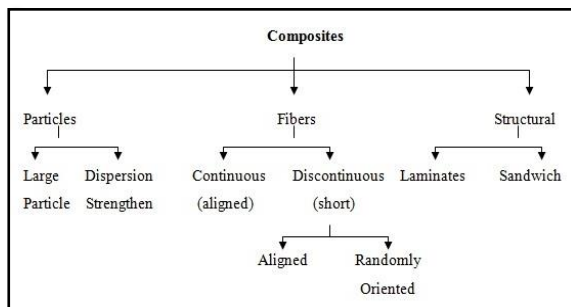 Composites
Particles Fibers Structural
Large Dispersion Continuous Discontinuous Laminates Sandwich
Particle Strengthen (aligned) (short)
Aligned Randomly
Oriented